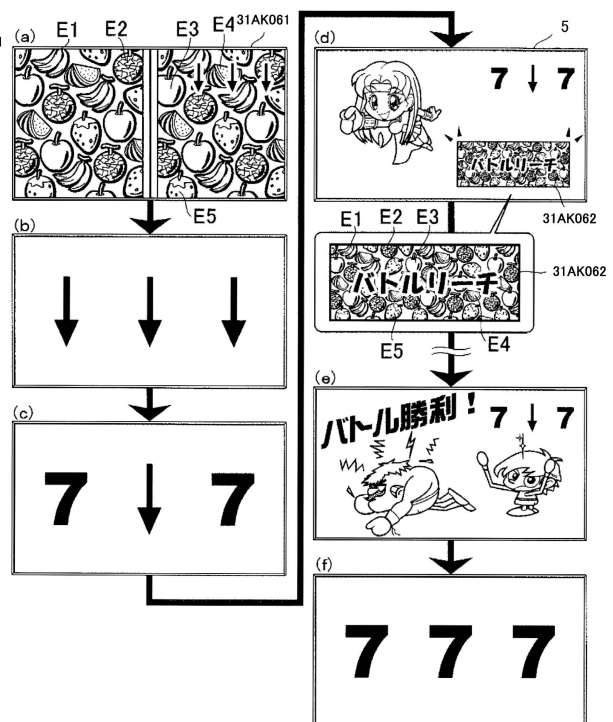 (a)
E1 E2 E3 E4 31AK061
E5
(b)
(c)
7 7
(d)
5
7 7
バトルリーチ
31AK062
E1 E2 E3
バトルリーチ
31AK062
E5 E4
(e)
バトル勝利！
7 7
(f)
7 7 7